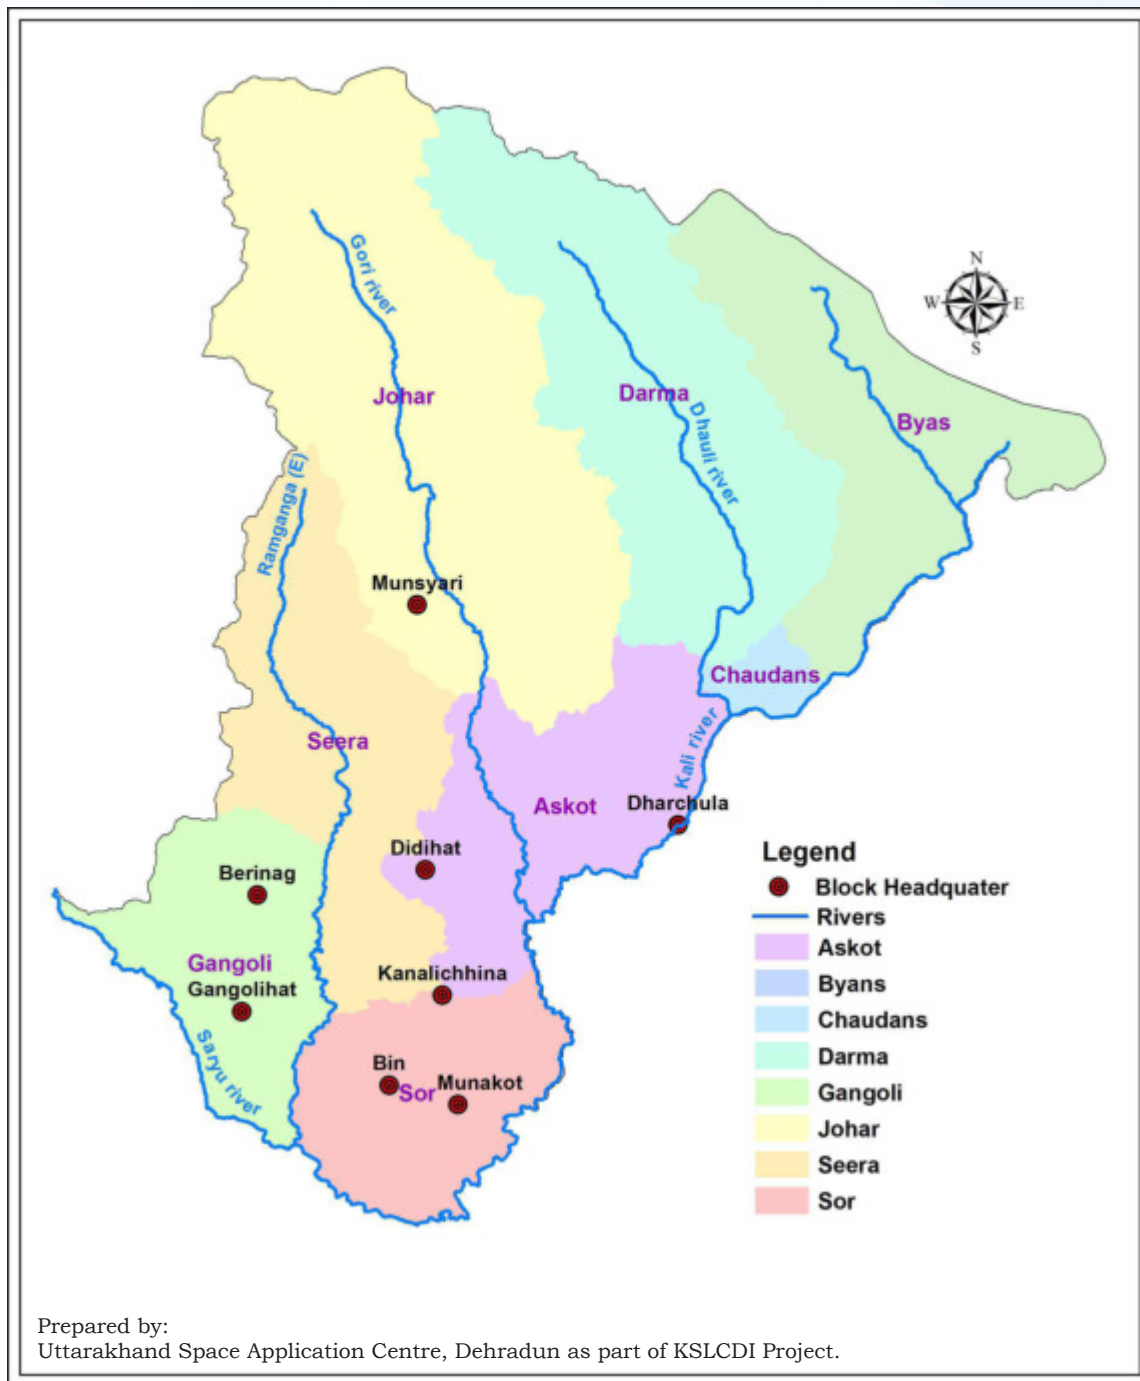 N
W
E
S
Gori river
Johar
Darma
Dhauli river
Byas
Ramganga (E)
Munsyari
Chaudans
Kali river
Seera
Askot
Dharchula
Didihat
Berinag
Gangoli
Gangolihat
Kanalichhina
Saryu river
Bin
Sor
Munakot
Legend
Block Headquater
Rivers
Askot
Byans
Chaudans
Darma
Gangoli
Johar
Seera
Sor
Prepared by:
Uttarakhand Space Application Centre, Dehradun as part of KSLCDI Project.